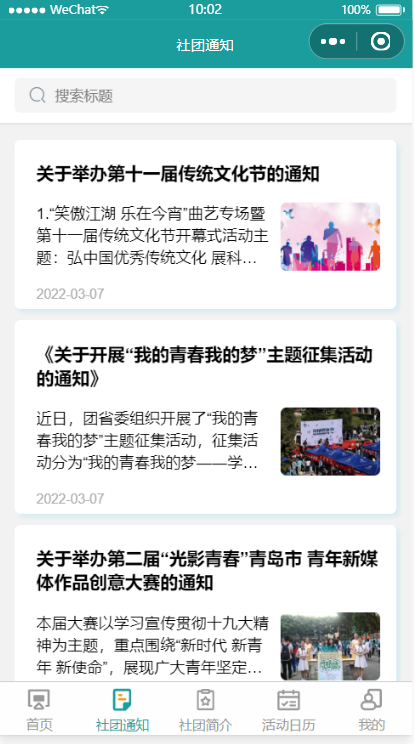 WeChat 10:02 100%
社团通知
搜索标题
关于举办第十一届传统文化节的通知
1.“笑傲江湖 乐在今宵”曲艺专场暨
第十一届传统文化节开幕式活动主
题：弘中国优秀传统文化 展科…
2022-03-07
《关于开展“我的青春我的梦”主题征集活动
的通知》
近日，团省委组织开展了“我的青
春我的梦”主题征集活动，征集活
动分为“我的青春我的梦——学…
2022-03-07
关于举办第二届“光影青春”青岛市 青年新媒
体作品创意大赛的通知
本届大赛以学习宣传贯彻十九大精
神为主题，重点围绕“新时代 新青
年 新使命”，展现广大青年坚定…
首页 社团通知 社团简介 活动日历 我的